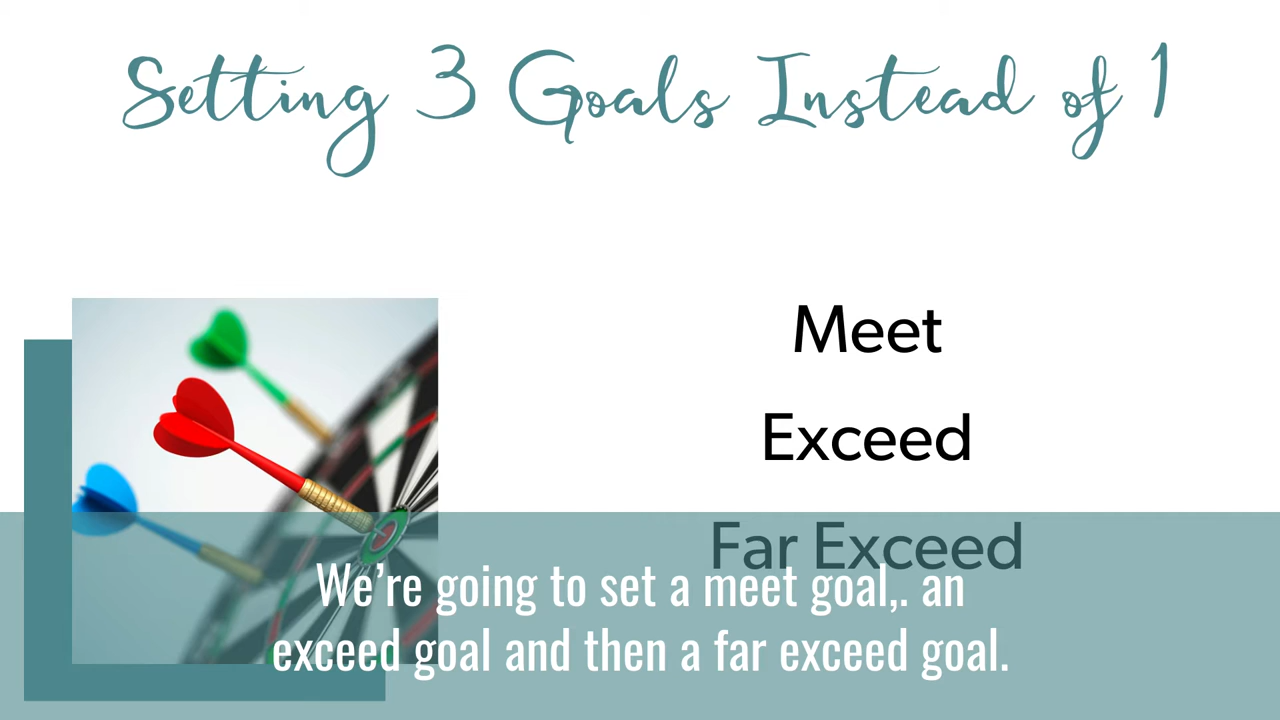 Setting 3 Goals Instead of 1
Meet
Exceed
Far Exceed
We’re going to set a meet goal,. an
exceed goal and then a far exceed goal.